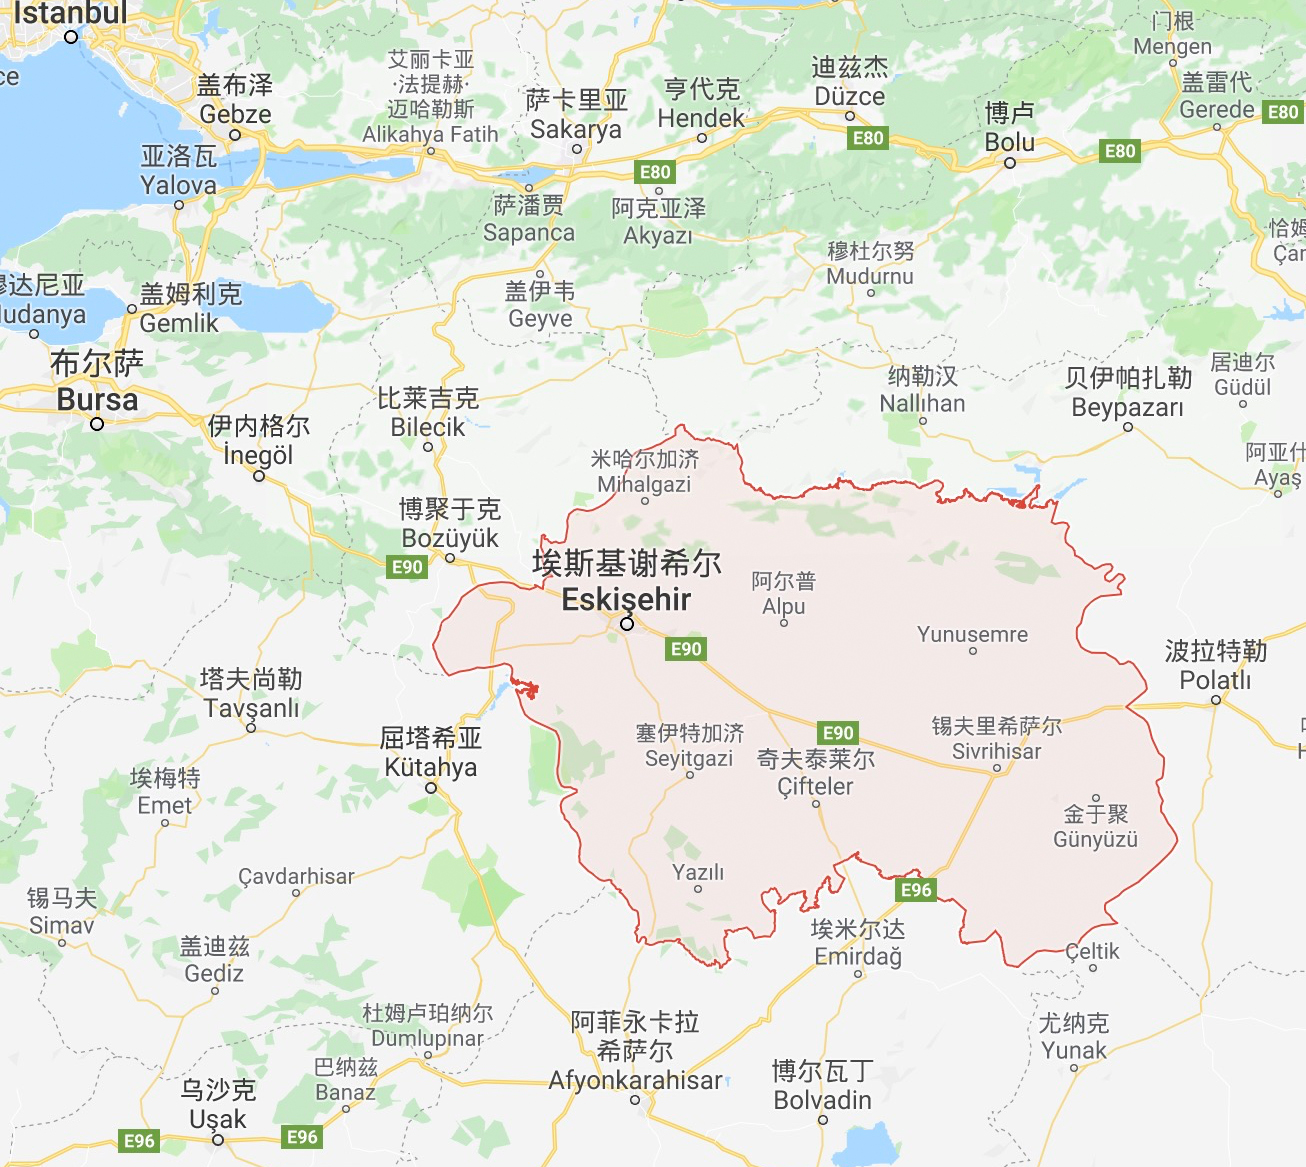 Istanbul
门根
Mengen
艾丽卡亚
·法提赫·
迈哈勒斯
Alikahya Fatih
盖布泽
Gebze
萨卡里亚
Sakarya
亨代克
Hendek
迪兹杰
Düzce
盖雷代
Gerede
E80
博卢
Bolu
E80
E80
E80
亚洛瓦
Yalova
萨潘贾
Sapanca
阿克亚泽
Akyazı
穆杜尔努
Mudurnu
盖姆利克
Gemlik
盖伊韦
Geyve
布尔萨
Bursa
比莱吉克
Bilecik
纳勒汉
Nallıhan
贝伊帕扎勒
Beypazarı
居迪尔
Güdül
伊内格尔
İnegöl
米哈尔加济
Mihalgazi
Ayaş
博聚于克
Bozüyük
E90
埃斯基谢希尔
Eskişehir
阿尔普
Alpu
Yunusemre
E90
波拉特勒
Polatlı
塔夫尚勒
Tavşanlı
屈塔希亚
Kütahya
塞伊特加济
Seyitgazi
E90
奇夫泰莱尔
Çifteler
锡夫里希萨尔
Sivrihisar
埃梅特
Emet
金于聚
Günyüzü
Çavdarhisar
Yazılı
E96
锡马夫
Simav
盖迪兹
Gediz
埃米尔达
Emirdağ
Çeltik
杜姆卢珀纳尔
Dumlupınar
阿菲永卡拉
希萨尔
Afyonkarahisar
尤纳克
Yunak
巴纳兹
Banaz
博尔瓦丁
Bolvadin
乌沙克
Uşak
E96
E96